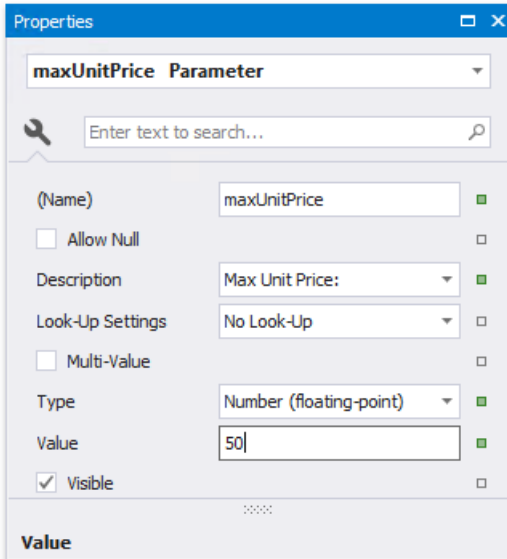 Properties
maxUnitPrice Parameter
Enter text to search...
(Name) maxUnitPrice
Allow Null
Description Max Unit Price:
Look-Up Settings No Look-Up
Multi-Value
Type Number (floating-point)
Value 50
Visible
Value